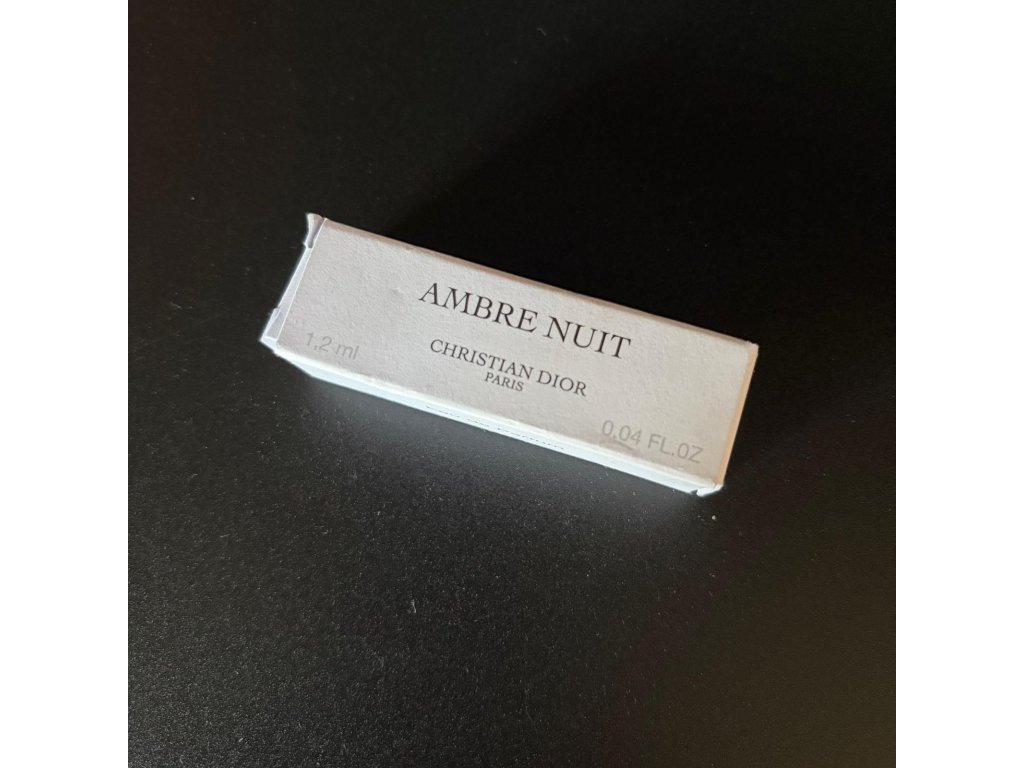 AMBRE NUIT
CHRISTIAN DIOR
PARIS
1.2 ml
0.04 FL.OZ